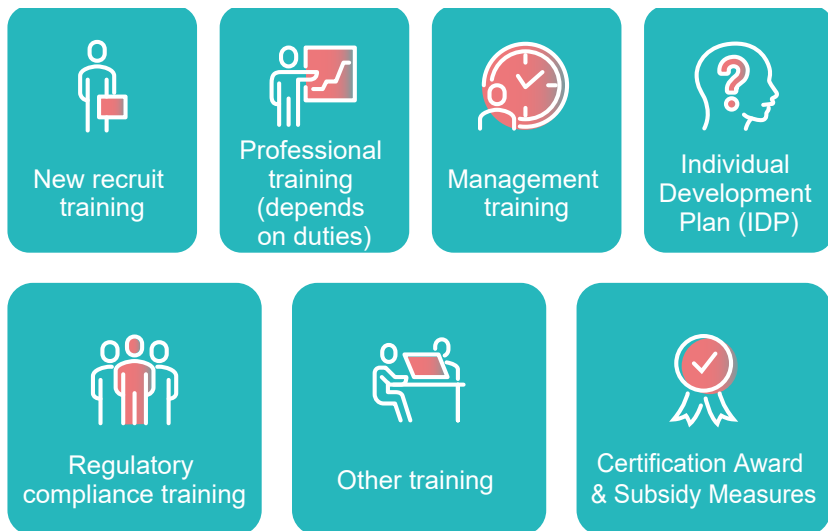 New recruit
training
Professional
training
(depends
on duties)
Management
training
Individual
Development
Plan (IDP)
Regulatory
compliance training
Other training
Certification Award
& Subsidy Measures